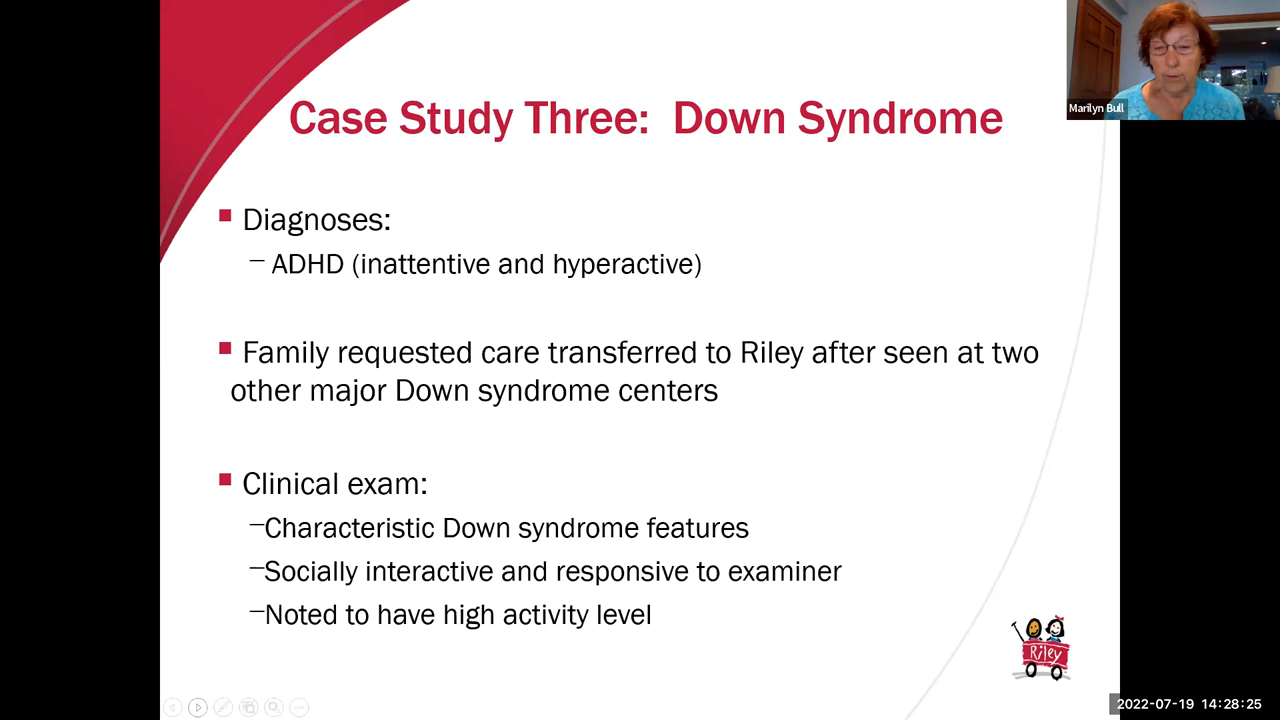 Marilyn Bull
Case Study Three: Down Syndrome
Diagnoses:
– ADHD (inattentive and hyperactive)
Family requested care transferred to Riley after seen at two
other major Down syndrome centers
Clinical exam:
–Characteristic Down syndrome features
–Socially interactive and responsive to examiner
–Noted to have high activity level
Riley
2022-07-19 14:28:25